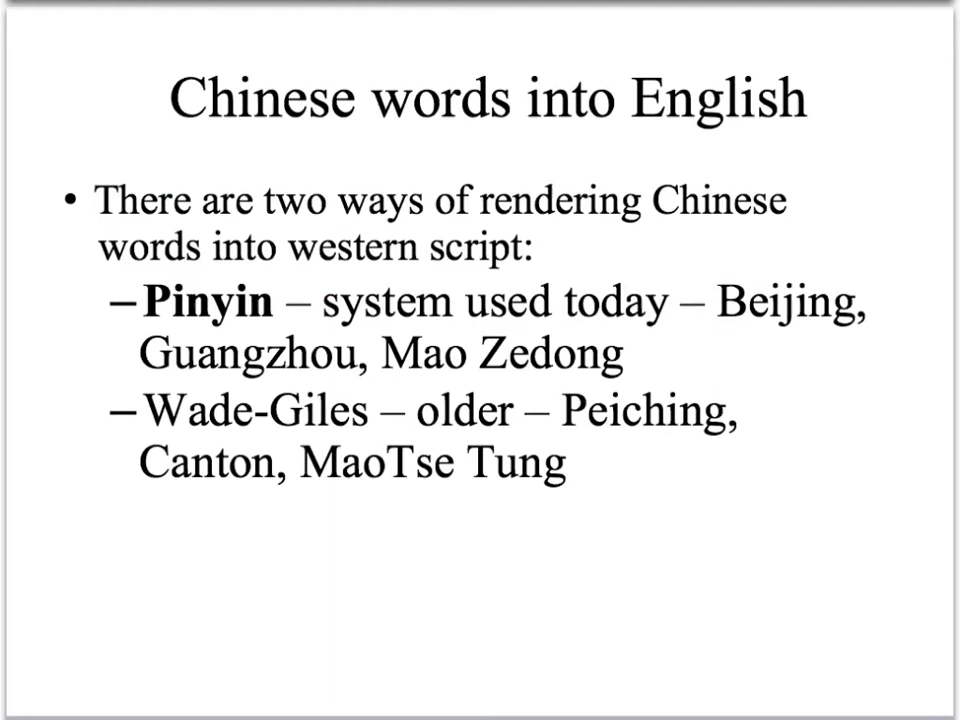 Chinese words into English
• There are two ways of rendering Chinese
words into western script:
– Pinyin – system used today – Beijing,
Guangzhou, Mao Zedong
– Wade-Giles – older – Peiching,
Canton, MaoTse Tung